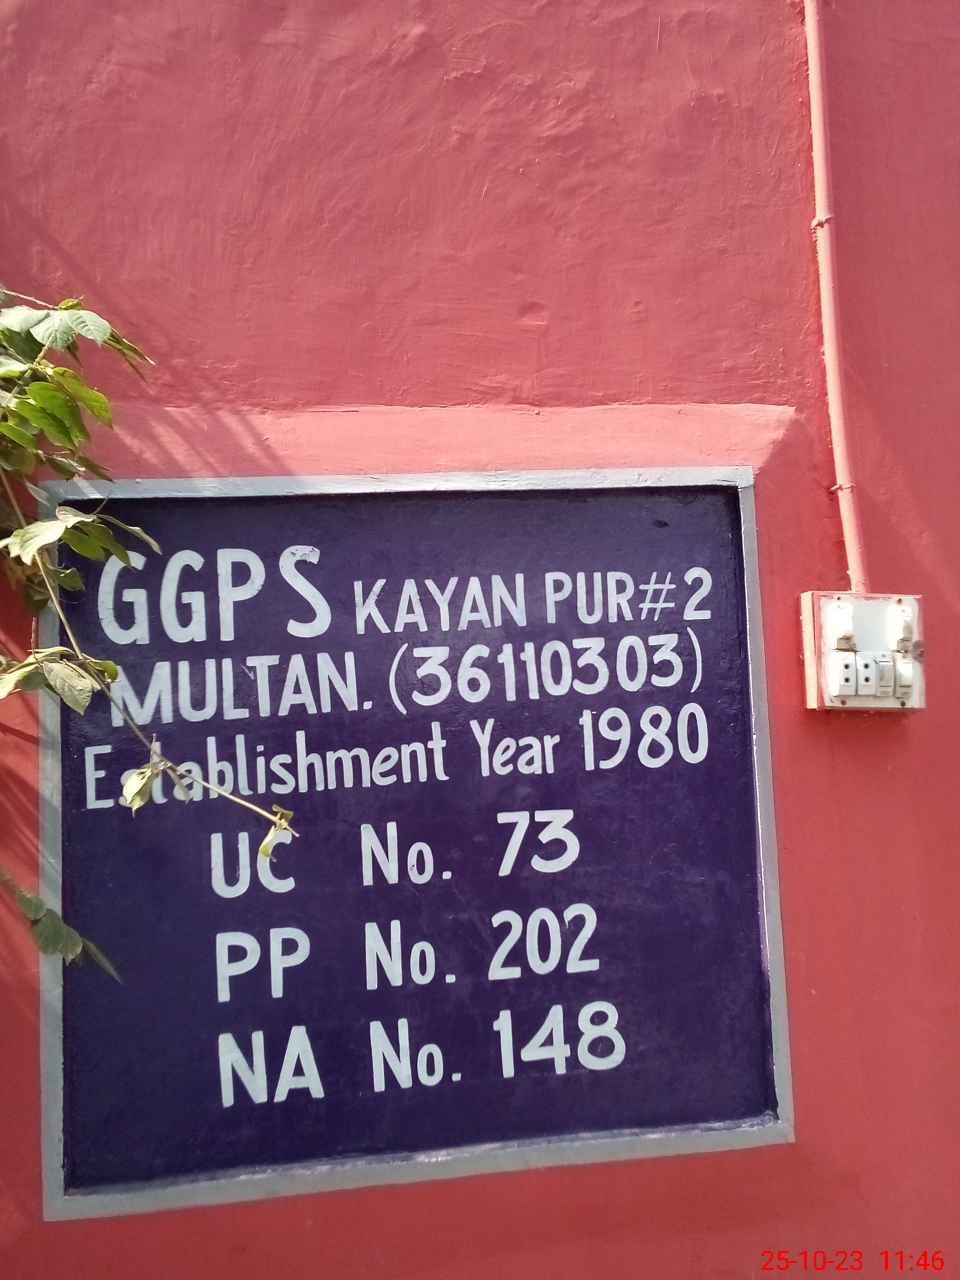 GGPS KAYAN PUR#2
MULTAN. (36110303)
Establishment Year 1980
UC No. 73
PP No. 202
NA No. 148
25-10-23 11:46